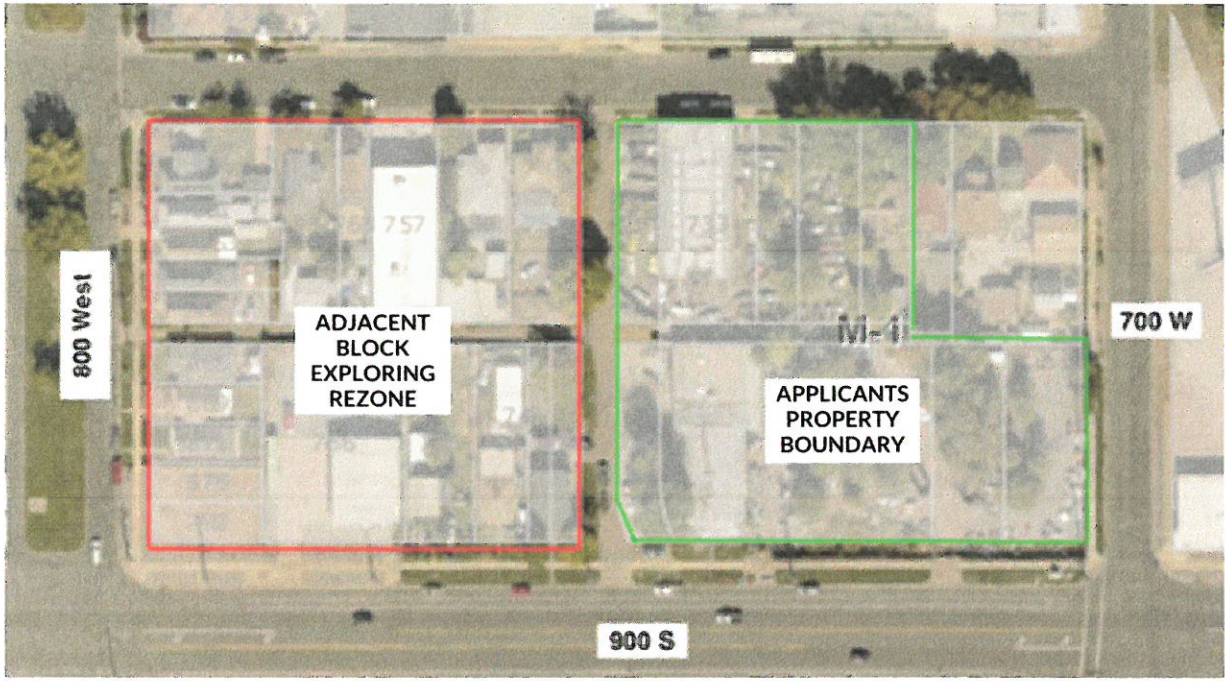 757
800 West
ADJACENT
BLOCK
EXPLORING
REZONE
M-1
700 W
APPLICANTS
PROPERTY
BOUNDARY
900 S